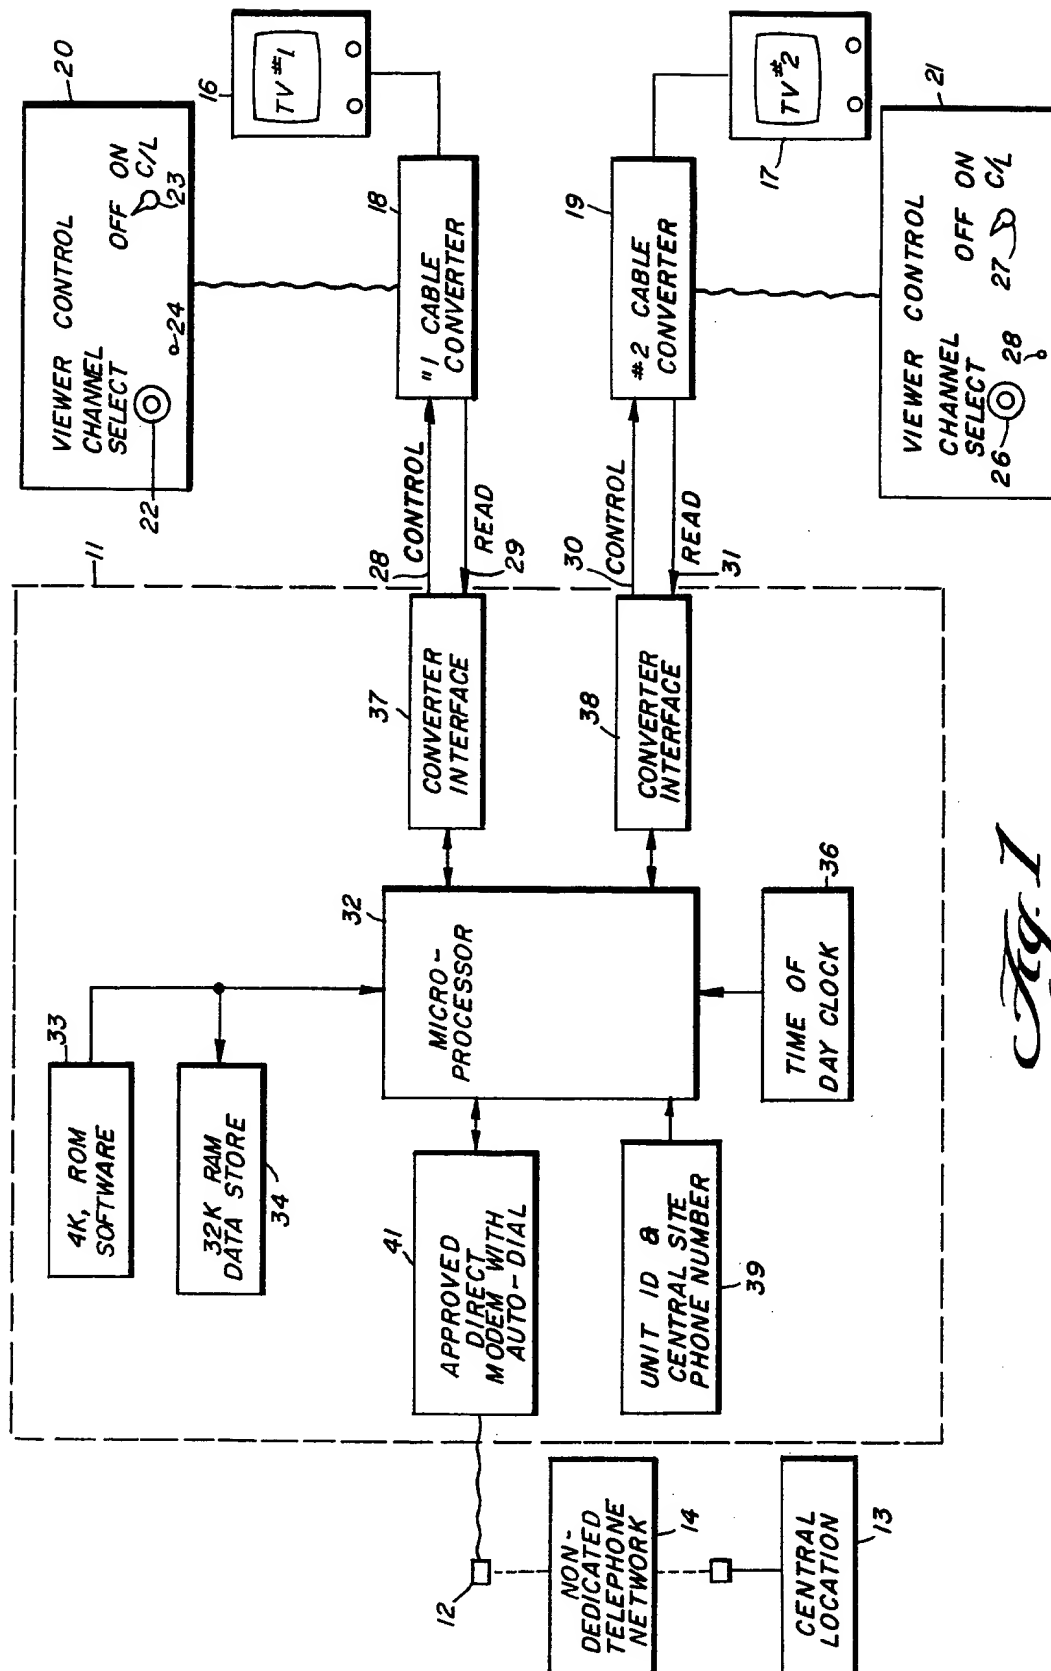 11
4K, ROM
SOFTWARE
33
32K RAM
DATA STORE
34
MICRO-
PROCESSOR
32
APPROVED
DIRECT
MODEM WITH
AUTO-DIAL
41
UNIT ID &
CENTRAL SITE
PHONE NUMBER
39
TIME OF
DAY CLOCK
36
CONVERTER
INTERFACE
37
CONVERTER
INTERFACE
38
12
NON-
DEDICATED
TELEPHONE
NETWORK
14
CENTRAL
LOCATION
13
28
CONTROL
READ
29
30
CONTROL
READ
31
#1 CABLE
CONVERTER
18
#2 CABLE
CONVERTER
19
VIEWER CONTROL
CHANNEL
SELECT
OFF ON
C/L
20
22
23
24
TV #1
16
TV #2
17
VIEWER CONTROL
CHANNEL
SELECT
OFF ON
C/L
21
26
27
28
Fig. 1